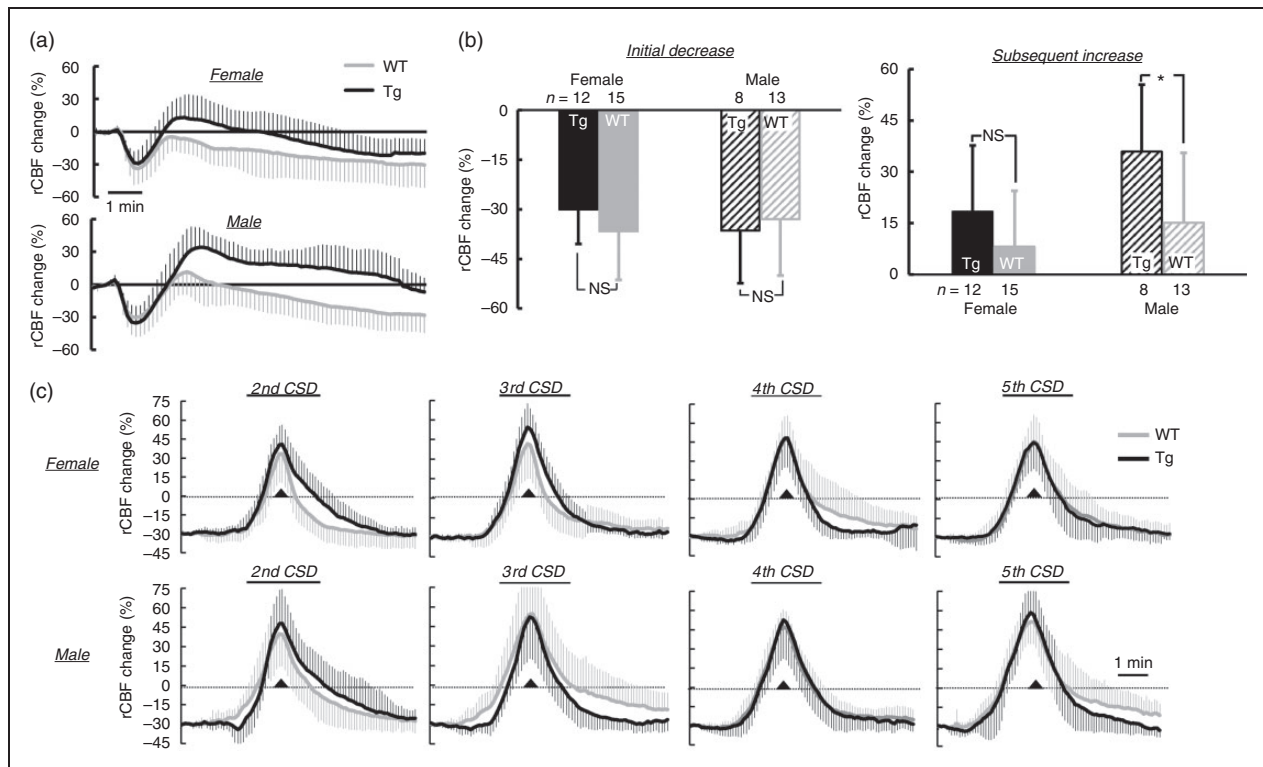 (a)
Female
WT
Tg
rCBF change (%)
60
30
0
−30
−60
1 min
Male
rCBF change (%)
60
30
0
−30
−60
(b)
Initial decrease
Female
Male
n = 12 15
8 13
rCBF change (%)
0
−15
−30
−45
−60
Tg WT
Tg WT
NS
NS
Subsequent increase
rCBF change (%)
60
45
30
15
0
NS
*
Tg WT
Tg WT
n = 12 15
8 13
Female
Male
(c)
2nd CSD
3rd CSD
4th CSD
5th CSD
Female
rCBF change (%)
75
60
45
30
15
0
−15
−30
−45
WT
Tg
2nd CSD
3rd CSD
4th CSD
5th CSD
Male
rCBF change (%)
75
60
45
30
15
0
−15
−30
−45
1 min